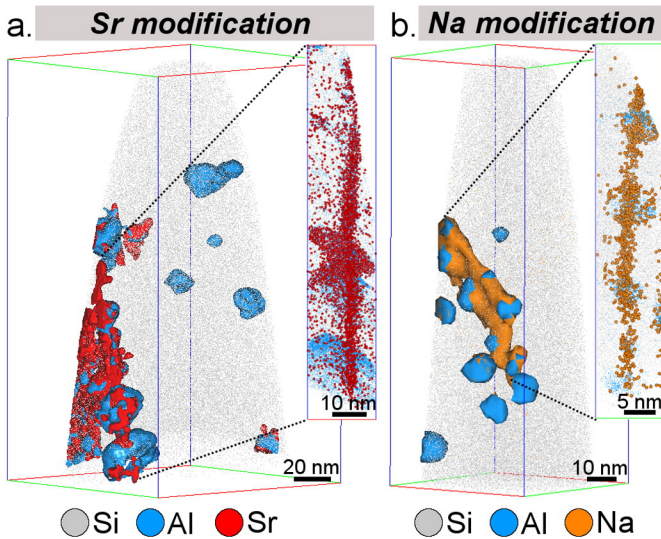 a. Sr modification
b. Na modification
10 nm
20 nm
5 nm
10 nm
Si Al Sr
Si Al Na